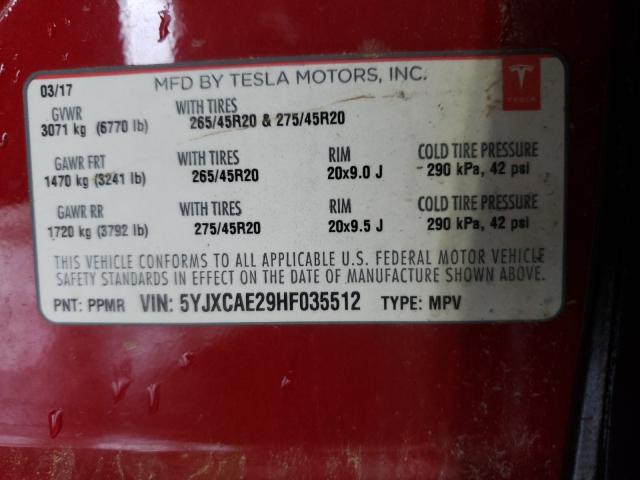 03/17 MFD BY TESLA MOTORS, INC.
TESLA
GVWR WITH TIRES
3071 kg (6770 lb) 265/45R20 & 275/45R20
GAWR FRT WITH TIRES RIM COLD TIRE PRESSURE
1470 kg (3241 lb) 265/45R20 20x9.0 J 290 kPa, 42 psi
GAWR RR WITH TIRES RIM COLD TIRE PRESSURE
1720 kg (3792 lb) 275/45R20 20x9.5 J 290 kPa, 42 psi
THIS VEHICLE CONFORMS TO ALL APPLICABLE U.S. FEDERAL MOTOR VEHICLE
SAFETY STANDARDS IN EFFECT ON THE DATE OF MANUFACTURE SHOWN ABOVE.
PNT: PPMR VIN: 5YJXCAE29HF035512 TYPE: MPV